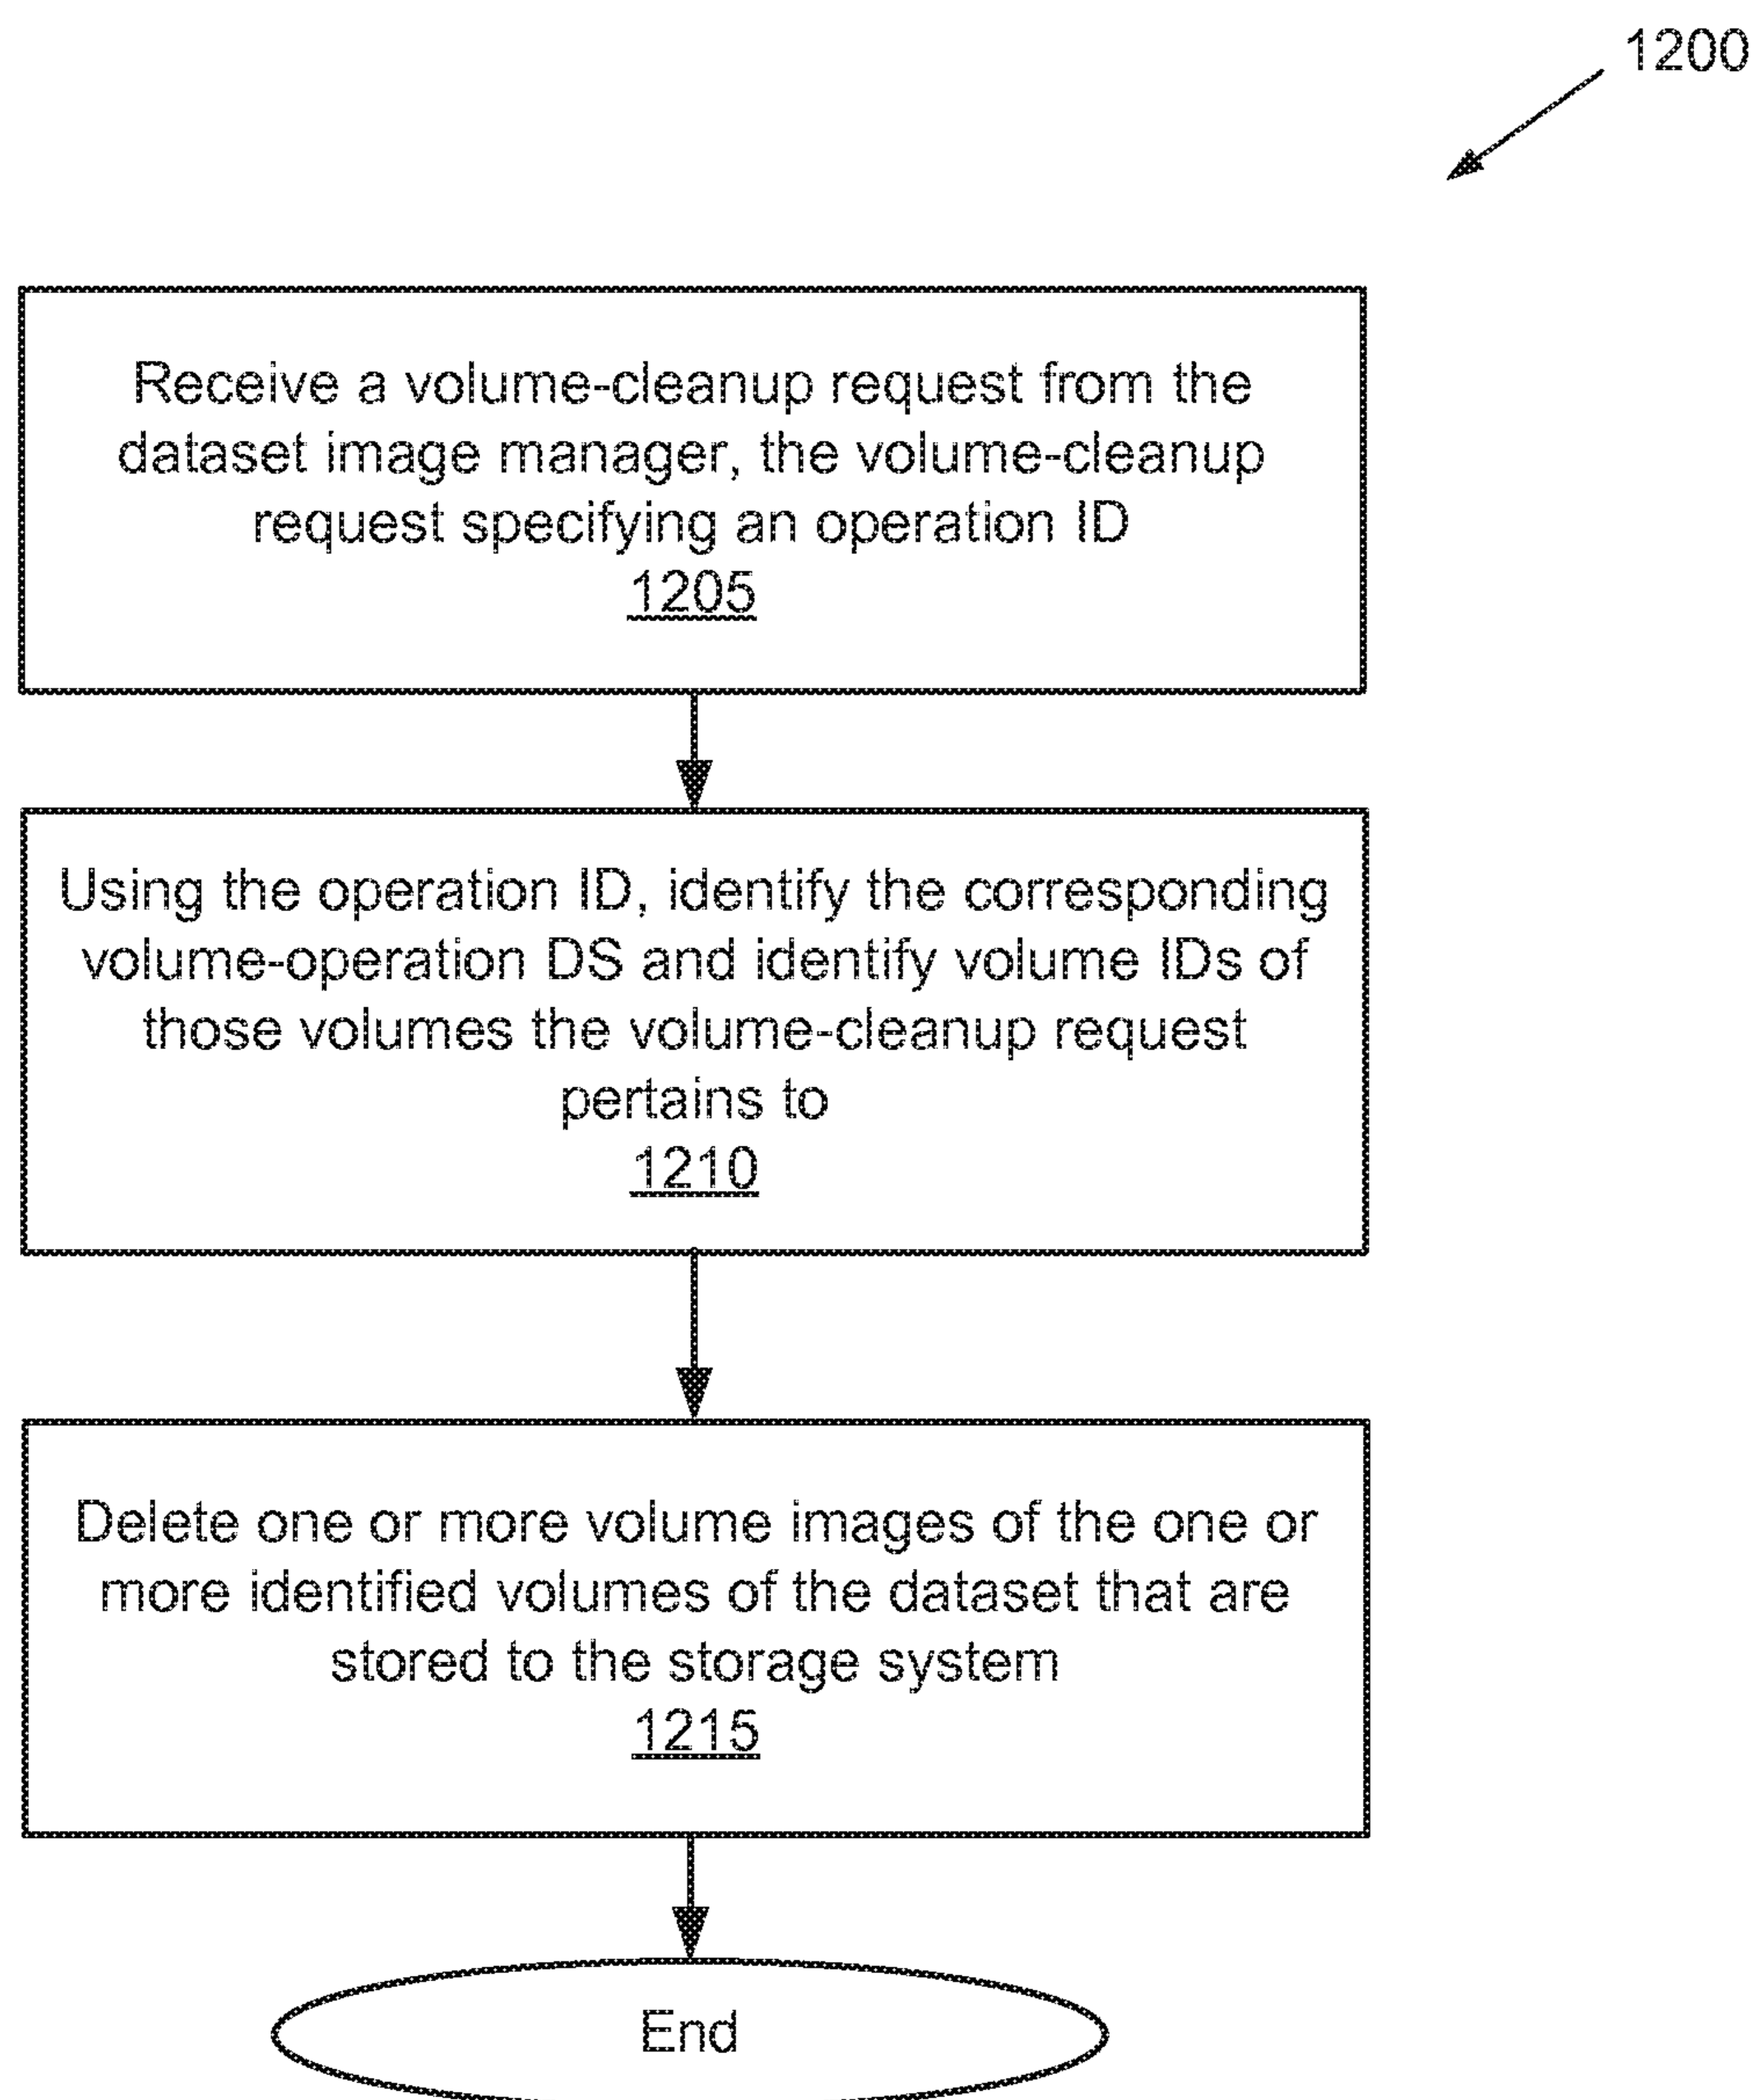 1200
Receive a volume-cleanup request from the
dataset image manager, the volume-cleanup
request specifying an operation ID
1205
Using the operation ID, identify the corresponding
volume-operation DS and identify volume IDs of
those volumes the volume-cleanup request
pertains to
1210
Delete one or more volume images of the one or
more identified volumes of the dataset that are
stored to the storage system
1215
End